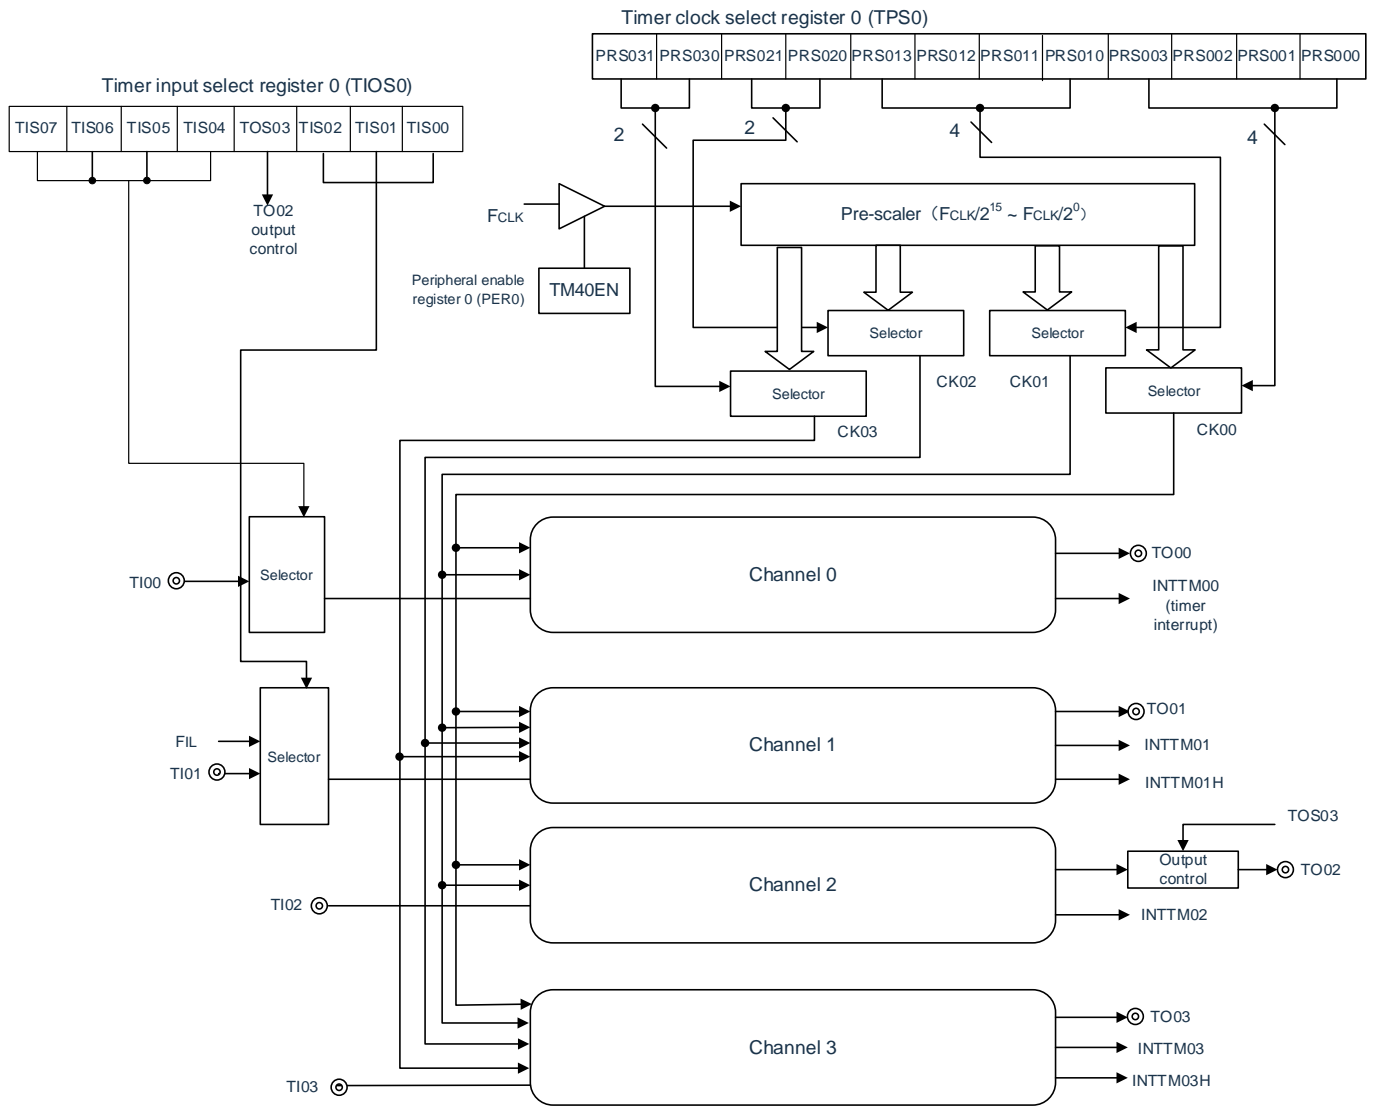 Timer clock select register 0 (TPS0)
PRS031 PRS030 PRS021 PRS020 PRS013 PRS012 PRS011 PRS010 PRS003 PRS002 PRS001 PRS000
Timer input select register 0 (TIOS0)
TIS07 TIS06 TIS05 TIS04 TOS03 TIS02 TIS01 TIS00
2
2
4
4
TO02
output
control
FCLK
Pre-scaler（FCLK/2^15 ~ FCLK/2^0）
Peripheral enable
register 0 (PER0)
TM40EN
Selector
Selector
CK02
CK01
Selector
Selector
CK03
CK00
TI00
Selector
Channel 0
TO00
INTTM00
(timer
interrupt)
FIL
TI01
Selector
Channel 1
TO01
INTTM01
INTTM01H
TOS03
Output
control
TO02
TI02
Channel 2
INTTM02
TI03
Channel 3
TO03
INTTM03
INTTM03H